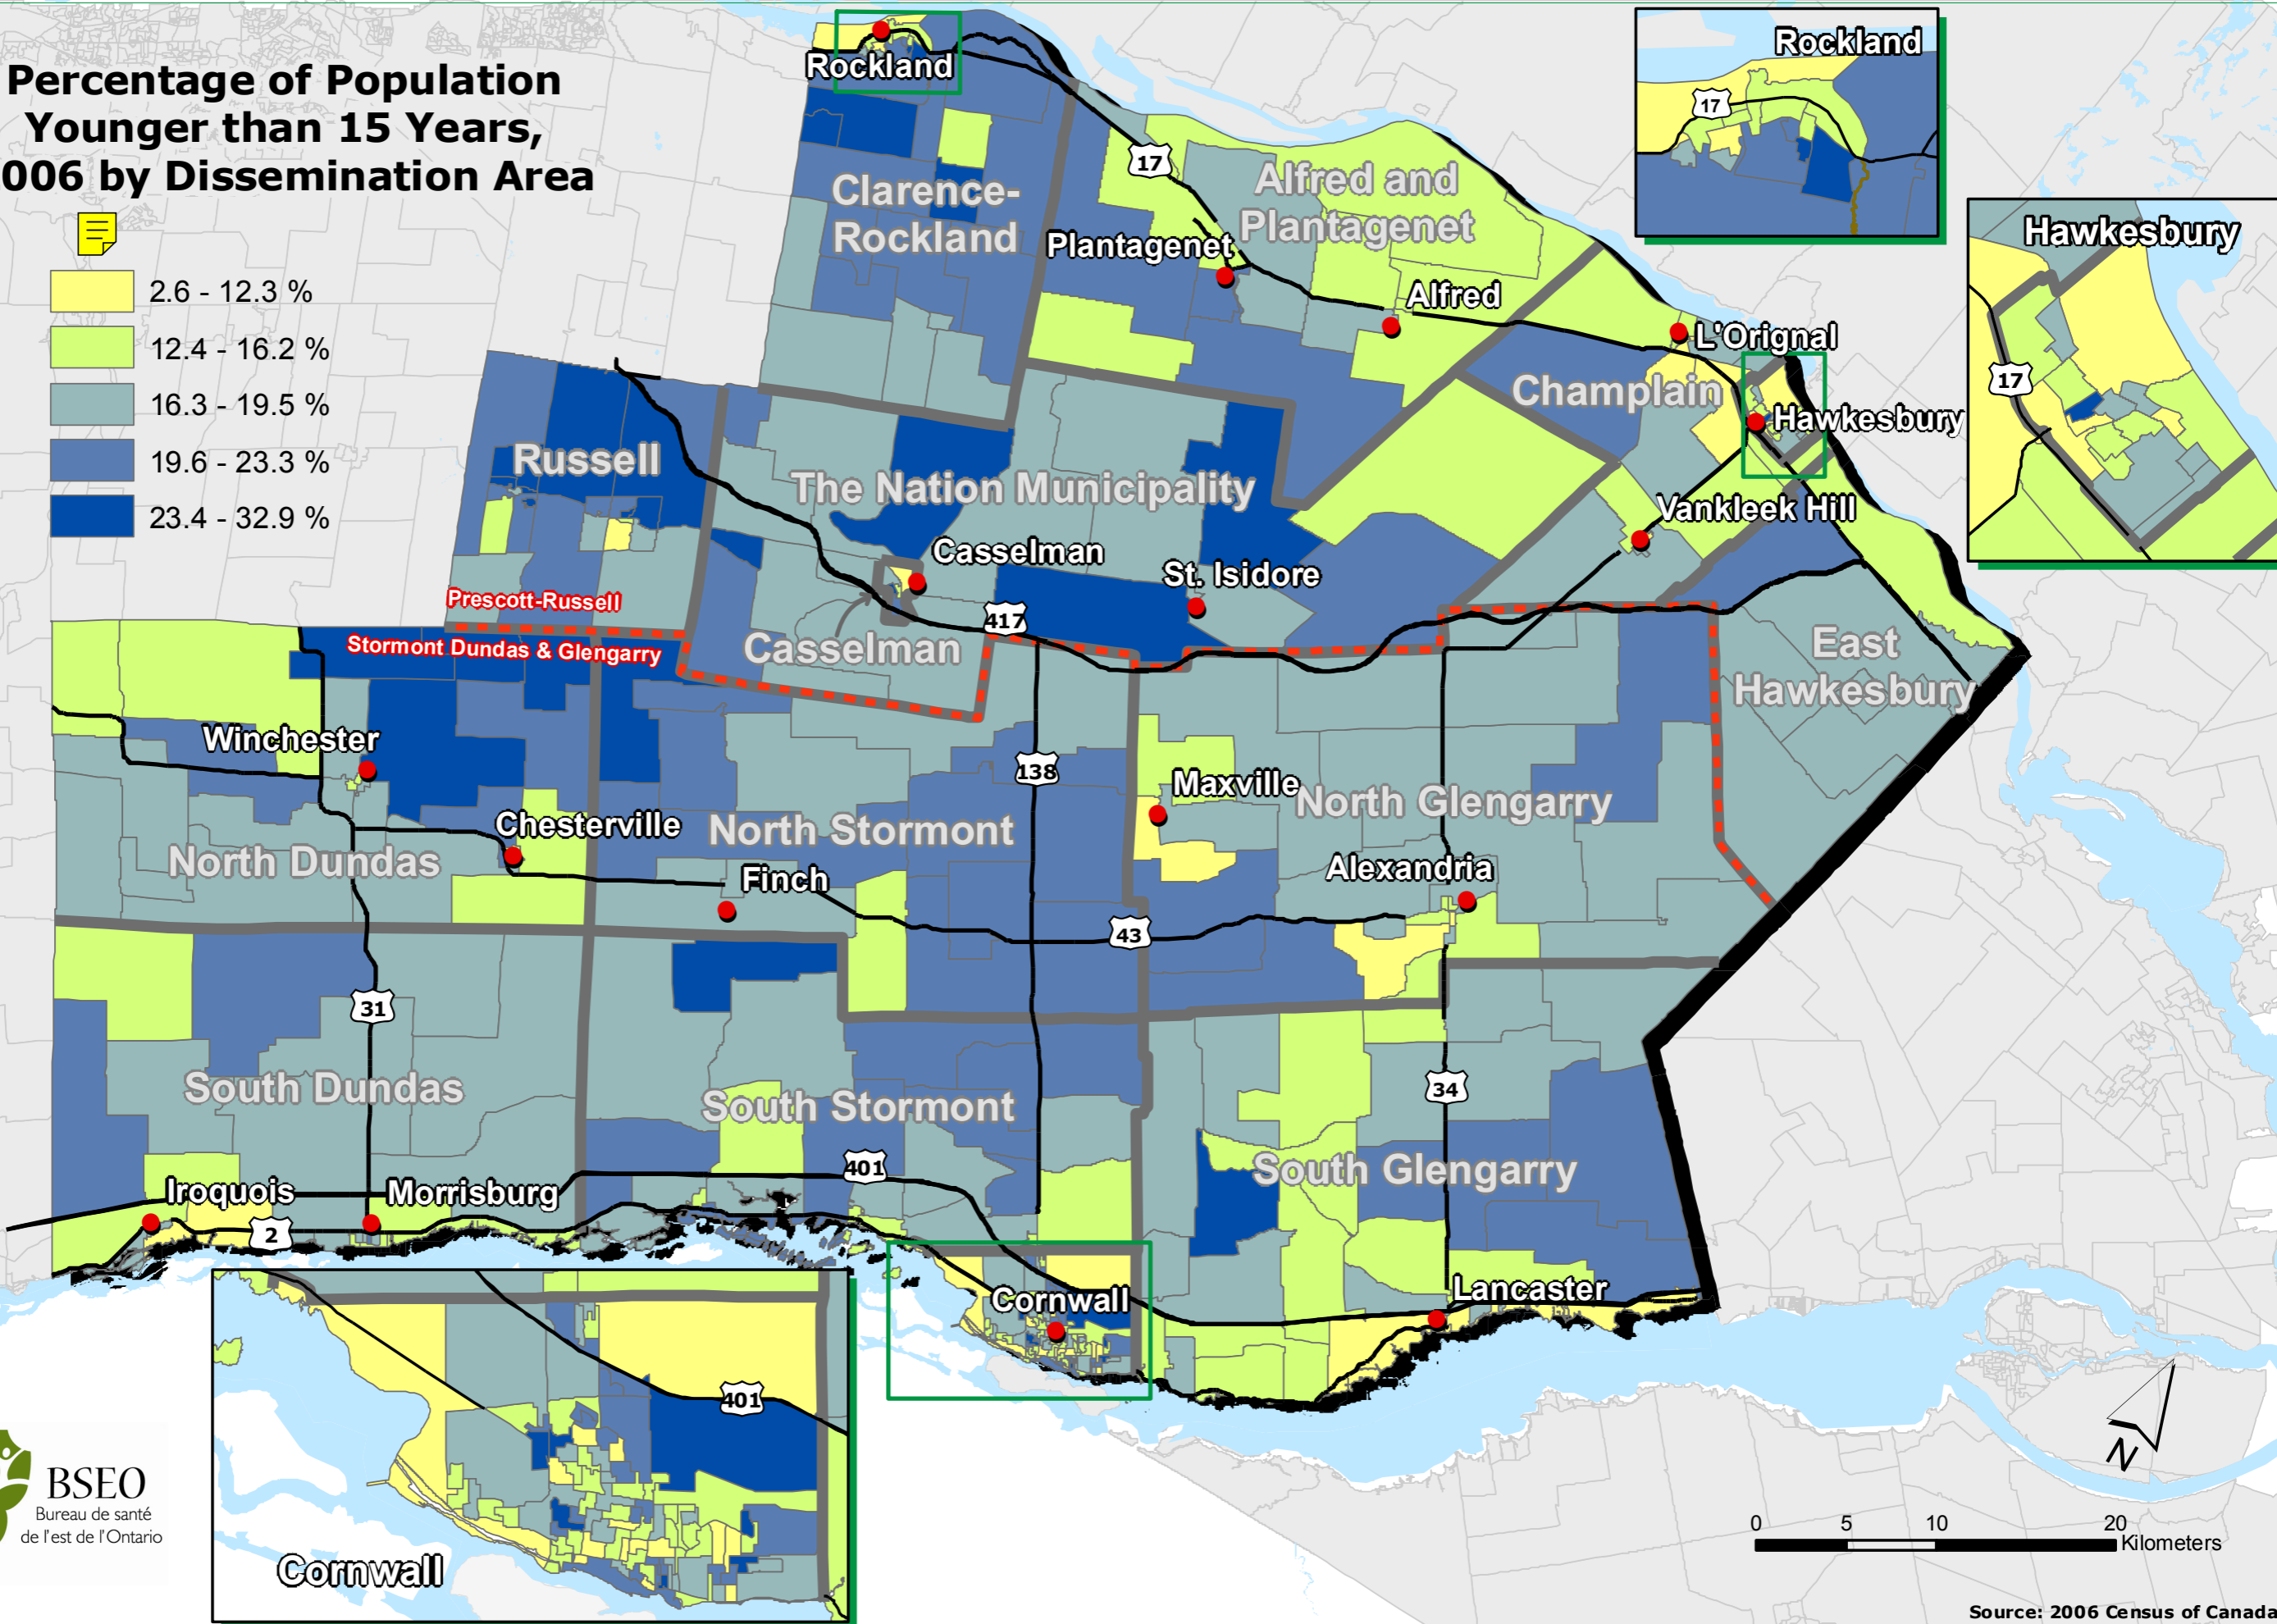 Percentage of Population
Younger than 15 Years,
006 by Dissemination Area
2.6 - 12.3 %
12.4 - 16.2 %
16.3 - 19.5 %
19.6 - 23.3 %
23.4 - 32.9 %
Rockland
Clarence-
Rockland
17
Alfred and
Plantagenet
Plantagenet
Alfred
L'Orignal
Champlain
Hawkesbury
Vankleek Hill
Russell
The Nation Municipality
Casselman
St. Isidore
417
Casselman
Prescott-Russell
Stormont Dundas & Glengarry
East
Hawkesbury
Winchester
Chesterville
North Dundas
North Stormont
Finch
138
Maxville
North Glengarry
Alexandria
43
31
South Dundas
South Stormont
34
South Glengarry
401
Iroquois
Morrisburg
2
Cornwall
Lancaster
Rockland
17
Hawkesbury
17
401
Cornwall
BSEO
Bureau de santé
de l'est de l'Ontario
N
0 5 10 20
Kilometers
Source: 2006 Census of Canada